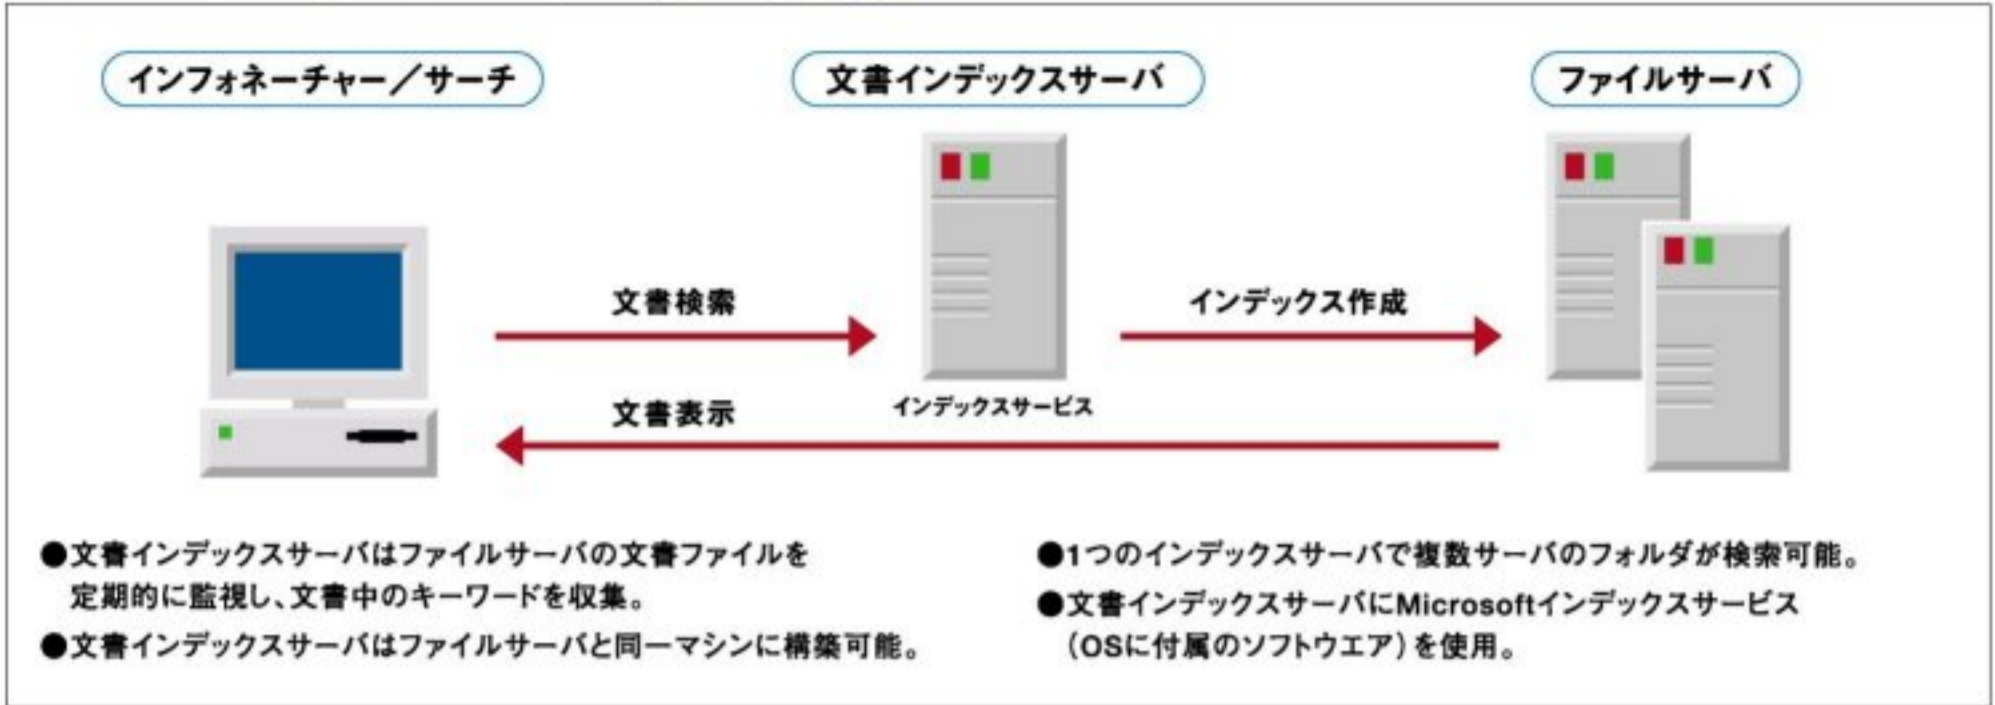 インフォネーチャー／サーチ
文書インデックスサーバ
ファイルサーバ
文書検索
インデックス作成
文書表示
インデックスサービス
●文書インデックスサーバはファイルサーバの文書ファイルを
定期的に監視し、文書中のキーワードを収集。
●文書インデックスサーバはファイルサーバと同一マシンに構築可能。
●1つのインデックスサーバで複数サーバのフォルダが検索可能。
●文書インデックスサーバにMicrosoftインデックスサービス
（OSに付属のソフトウエア）を使用。